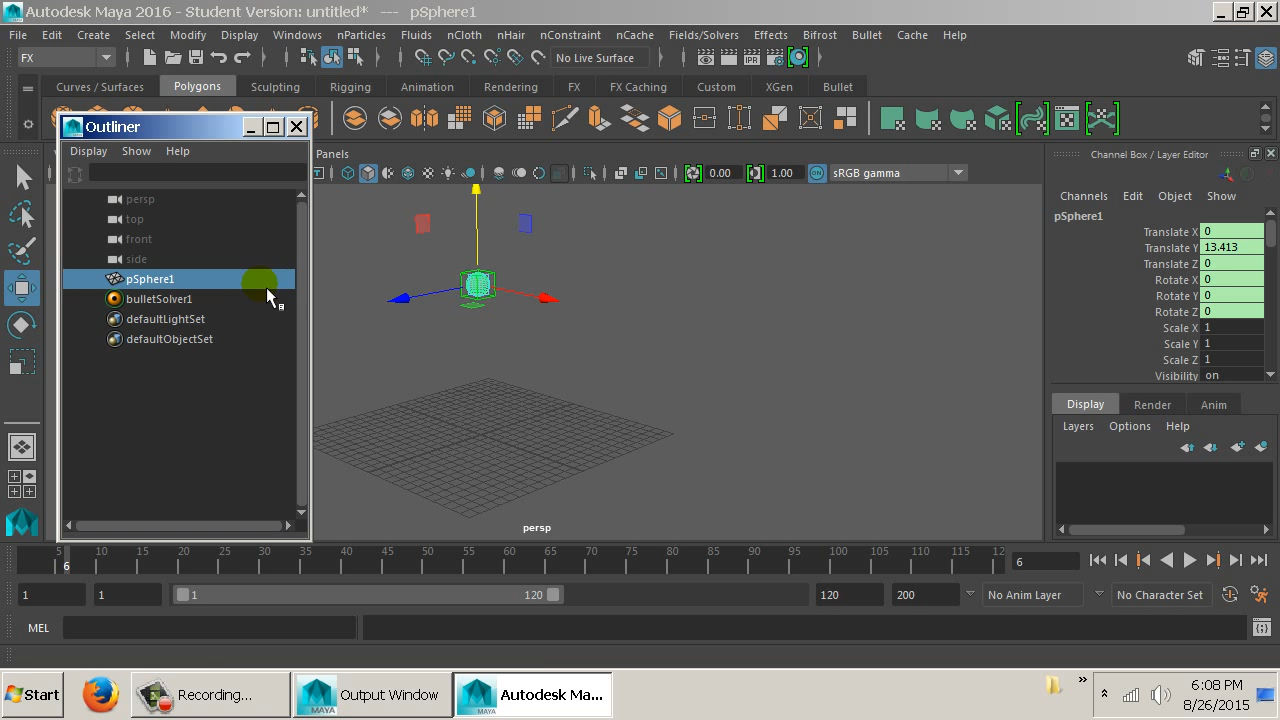 Autodesk Maya 2016 - Student Version: untitled* --- pSphere1
File Edit Create Select Modify Display Windows nParticles Fluids nCloth nHair nConstraint nCache Fields/Solvers Effects Bifrost Bullet Cache Help
FX No Live Surface IPR
Curves / Surfaces Polygons Sculpting Rigging Animation Rendering FX FX Caching Custom XGen Bullet
Outliner
Display Show Help
persp
top
front
side
pSphere1
bulletSolver1
defaultLightSet
defaultObjectSet
Panels
0.00 1.00 ON sRGB gamma
persp
Channel Box / Layer Editor
Channels Edit Object Show
pSphere1
Translate X 0
Translate Y 13.413
Translate Z 0
Rotate X 0
Rotate Y 0
Rotate Z 0
Scale X 1
Scale Y 1
Scale Z 1
Visibility on
Display Render Anim
Layers Options Help
5 10 15 20 25 30 35 40 45 50 55 60 65 70 75 80 85 90 95 100 105 110 115 12
6 6
1 1 1 120 120 200 No Anim Layer No Character Set
MEL
Start Recording... MAYA Output Window MAYA Autodesk Ma... 6:08 PM
8/26/2015